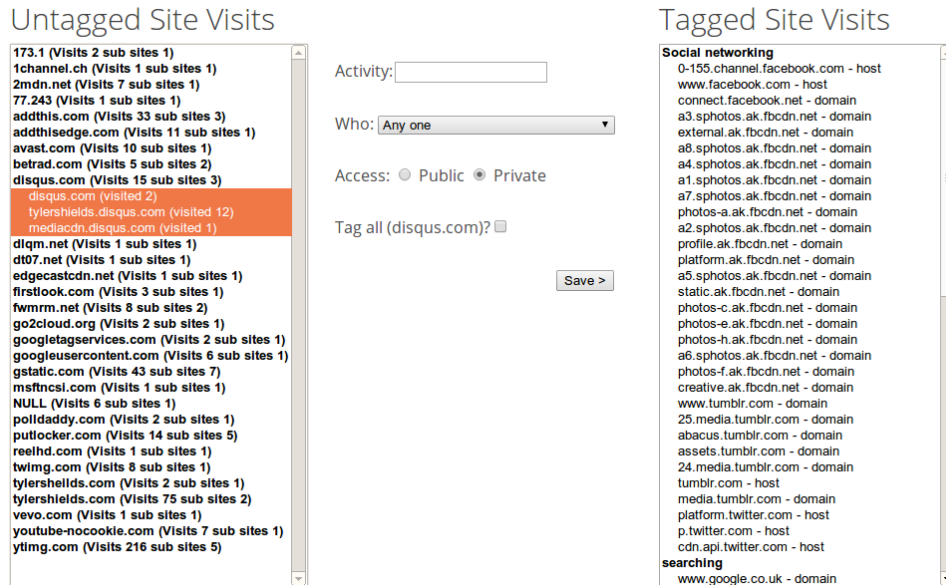 Untagged Site Visits
173.1 (Visits 2 sub sites 1)
1channel.ch (Visits 1 sub sites 1)
2mdn.net (Visits 7 sub sites 1)
77.243 (Visits 1 sub sites 1)
addthis.com (Visits 33 sub sites 3)
addthisedge.com (Visits 11 sub sites 1)
avast.com (Visits 10 sub sites 1)
betrad.com (Visits 5 sub sites 2)
disqus.com (Visits 15 sub sites 3)
disqus.com (visited 2)
tylershields.disqus.com (visited 12)
mediacdn.disqus.com (visited 1)
dlqm.net (Visits 1 sub sites 1)
dt07.net (Visits 1 sub sites 1)
edgecastcdn.net (Visits 1 sub sites 1)
firstlook.com (Visits 3 sub sites 1)
fwmrm.net (Visits 8 sub sites 2)
go2cloud.org (Visits 2 sub sites 1)
googletagservices.com (Visits 2 sub sites 1)
googleusercontent.com (Visits 6 sub sites 1)
gstatic.com (Visits 43 sub sites 7)
msftncsi.com (Visits 1 sub sites 1)
NULL (Visits 6 sub sites 1)
polldaddy.com (Visits 2 sub sites 1)
putlocker.com (Visits 14 sub sites 5)
reelhd.com (Visits 1 sub sites 1)
twimg.com (Visits 8 sub sites 1)
tylersheilds.com (Visits 2 sub sites 1)
tylershields.com (Visits 75 sub sites 2)
vevo.com (Visits 1 sub sites 1)
youtube-nocookie.com (Visits 7 sub sites 1)
ytimg.com (Visits 216 sub sites 5)
Activity:
Who: Any one
Access: Public Private
Tag all (disqus.com)?
Save >
Tagged Site Visits
Social networking
0-155.channel.facebook.com - host
www.facebook.com - host
connect.facebook.net - domain
a3.sphotos.ak.fbcdn.net - domain
external.ak.fbcdn.net - domain
a8.sphotos.ak.fbcdn.net - domain
a4.sphotos.ak.fbcdn.net - domain
a1.sphotos.ak.fbcdn.net - domain
a7.sphotos.ak.fbcdn.net - domain
photos-a.ak.fbcdn.net - domain
a2.sphotos.ak.fbcdn.net - domain
profile.ak.fbcdn.net - domain
platform.ak.fbcdn.net - domain
a5.sphotos.ak.fbcdn.net - domain
static.ak.fbcdn.net - domain
photos-c.ak.fbcdn.net - domain
photos-e.ak.fbcdn.net - domain
photos-h.ak.fbcdn.net - domain
a6.sphotos.ak.fbcdn.net - domain
photos-f.ak.fbcdn.net - domain
creative.ak.fbcdn.net - domain
www.tumblr.com - domain
25.media.tumblr.com - domain
abacus.tumblr.com - domain
assets.tumblr.com - domain
24.media.tumblr.com - domain
tumblr.com - host
media.tumblr.com - domain
platform.twitter.com - host
p.twitter.com - host
cdn.api.twitter.com - host
searching
www.google.co.uk - domain